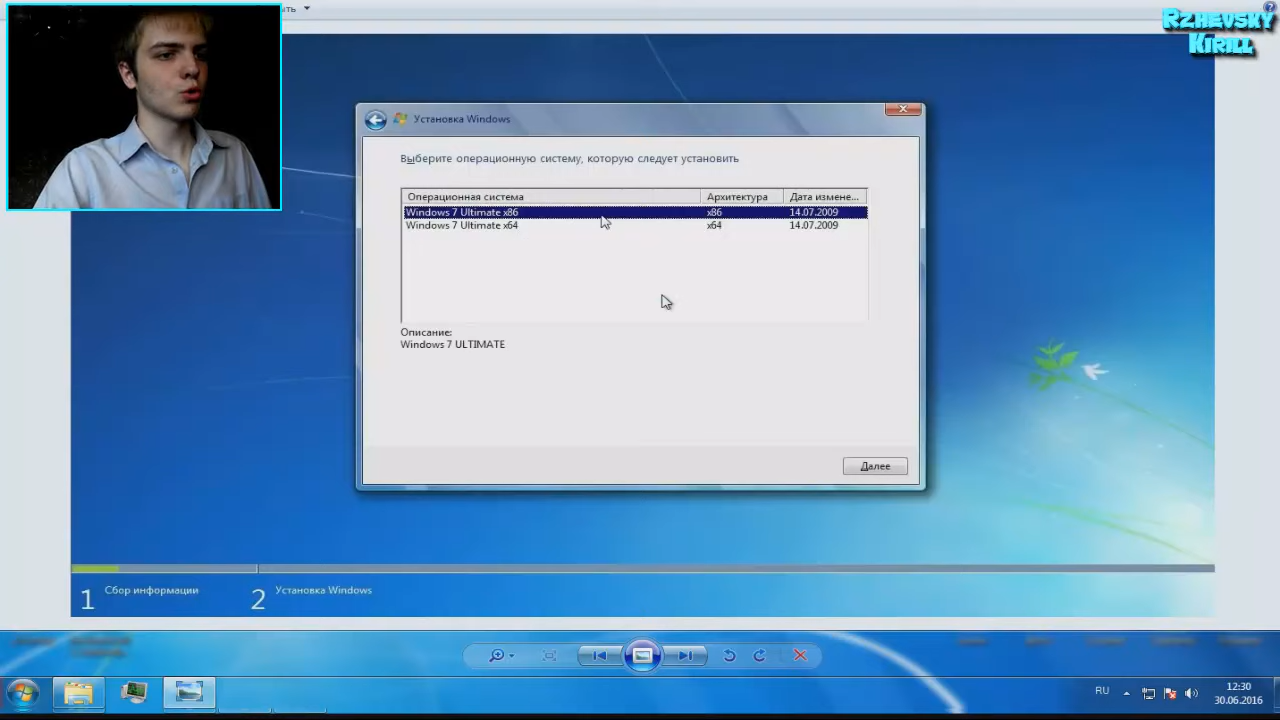 ть
Rzhevsky
Kirill
Установка Windows
Выберите операционную систему, которую следует установить
Операционная система Архитектура Дата измене...
Windows 7 Ultimate x86 x86 14.07.2009
Windows 7 Ultimate x64 x64 14.07.2009
Описание:
Windows 7 ULTIMATE
Далее
1 Сбор информации 2 Установка Windows
RU
12:30
30.06.2016